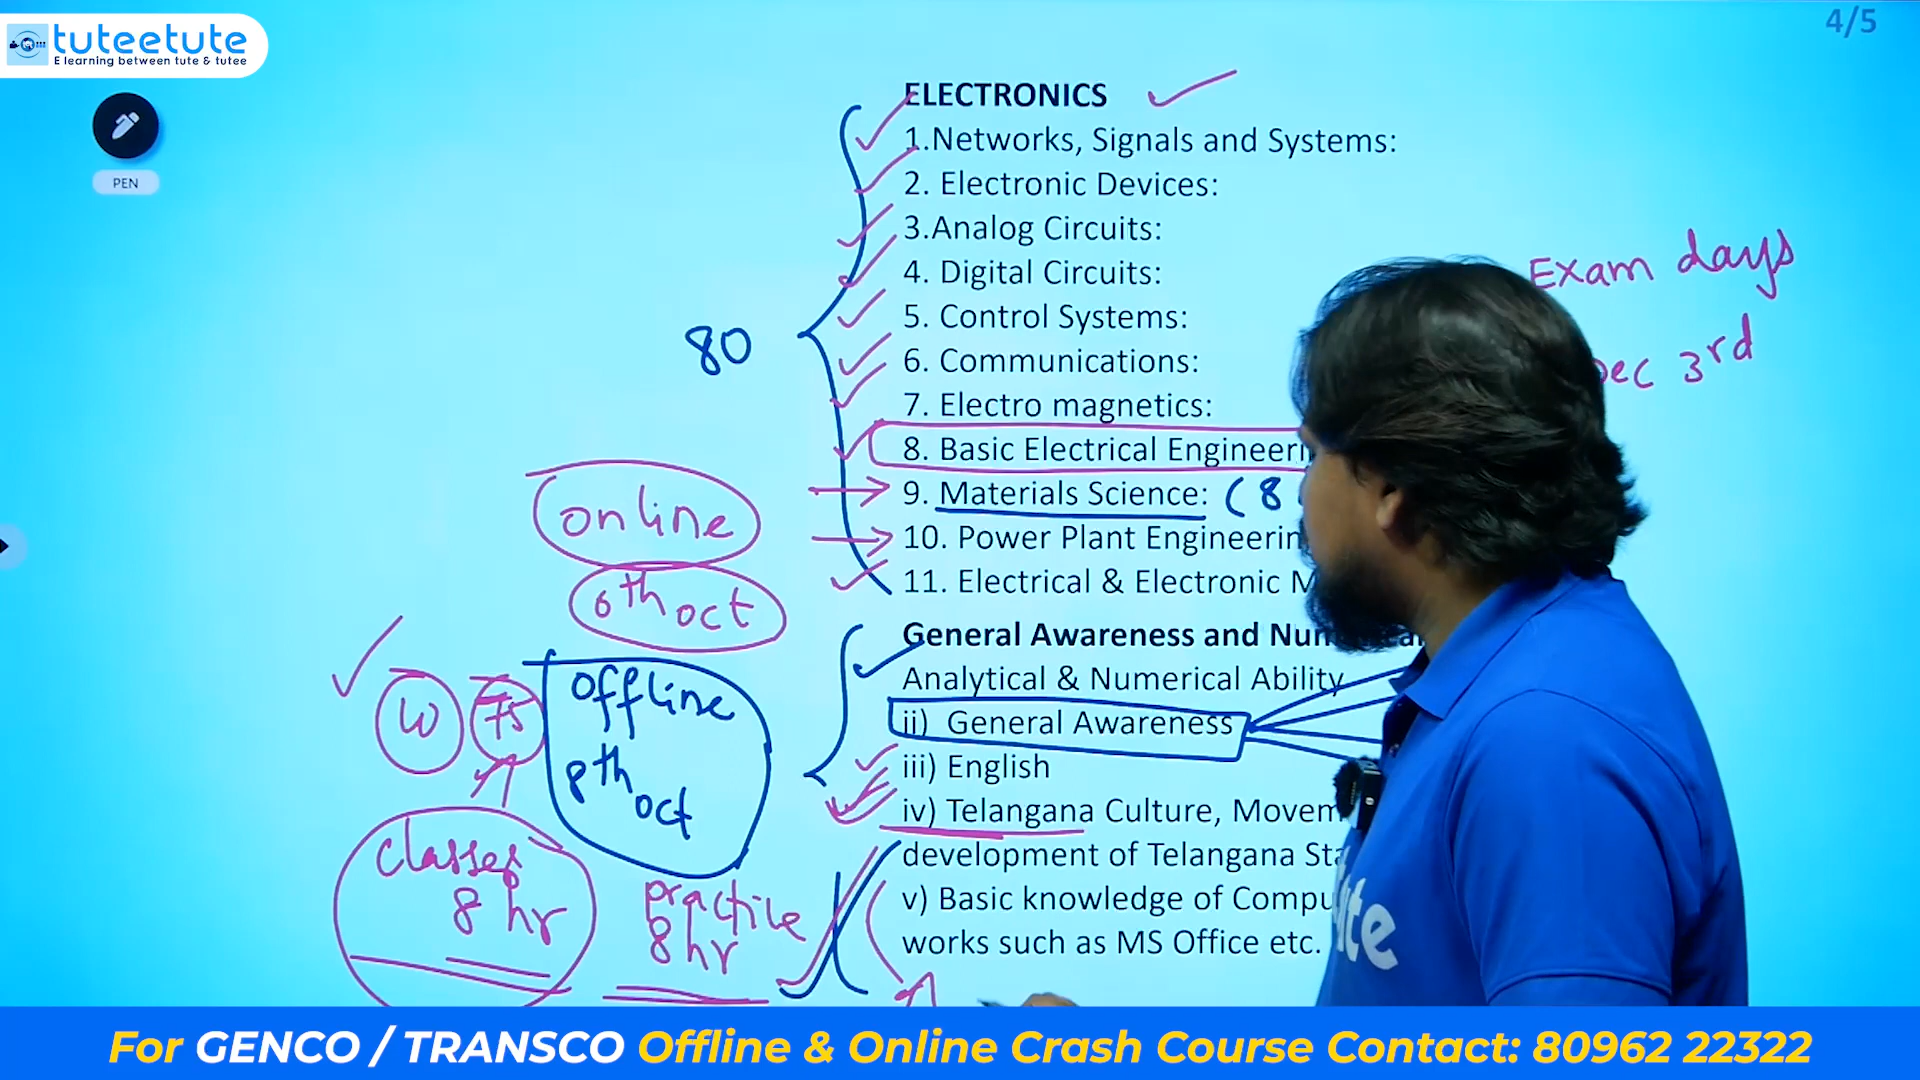 tuteetute
E learning between tute & tutee
4/5
PEN
ELECTRONICS
1.Networks, Signals and Systems:
2. Electronic Devices:
3.Analog Circuits:
4. Digital Circuits:
5. Control Systems:
6. Communications:
7. Electro magnetics:
8. Basic Electrical Engineerin
9. Materials Science: (8
10. Power Plant Engineerin
11. Electrical & Electronic M
General Awareness and Num
Analytical & Numerical Ability
ii) General Awareness
iii) English
iv) Telangana Culture, Movem
development of Telangana Sta
v) Basic knowledge of Compu
works such as MS Office etc.
Exam days
Dec 3rd
80
online
6th oct
offline
8th
oct
75
classes
8 hr
practice
8 hr
te
For GENCO / TRANSCO Offline & Online Crash Course Contact: 80962 22322